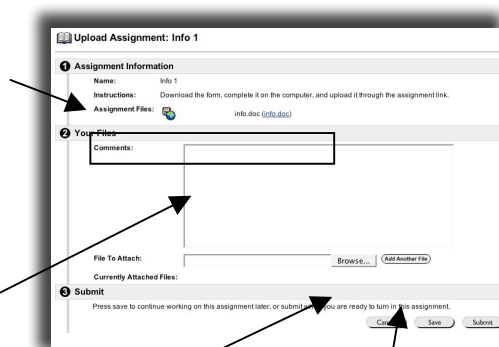 Upload Assignment: Info 1
1 Assignment Information
Name: Info 1
Instructions: Download the form, complete it on the computer, and upload it through the assignment link.
Assignment Files: info.doc (info.doc)
2 Your Files
Comments:
File To Attach: Browse... Add Another File
Currently Attached Files:
3 Submit
Press save to continue working on this assignment later, or submit you are ready to turn in this assignment.
Save Submit